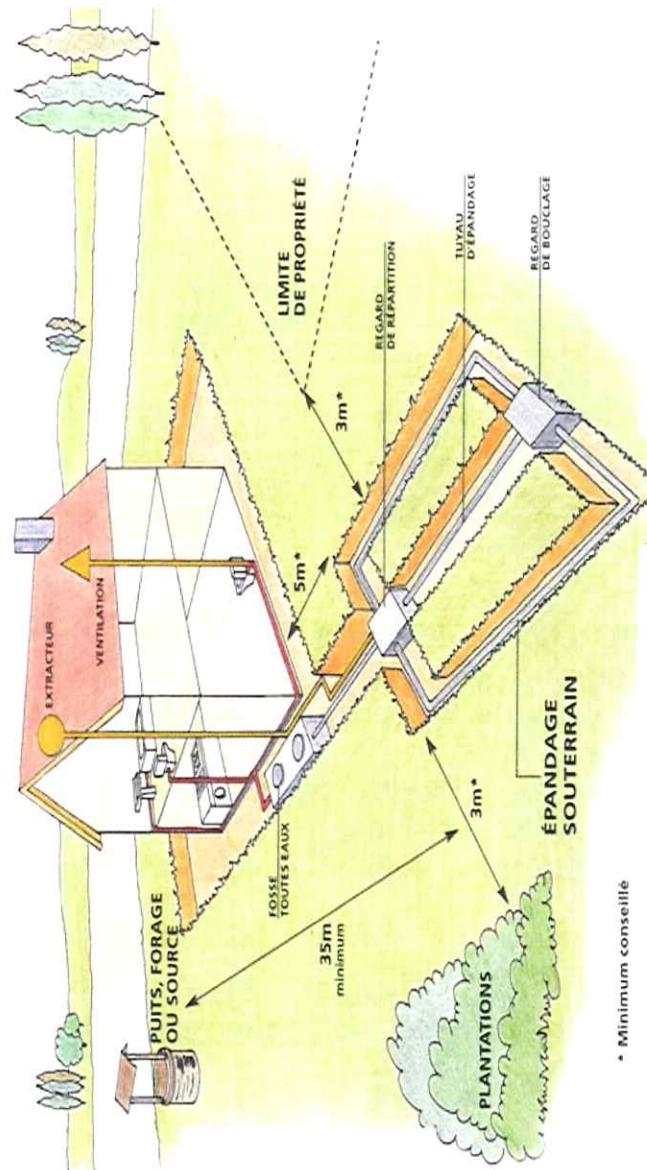 PUITS, FORAGE
OU SOURCE
EXTRACTEUR
VENTILATION
FOSSE
TOUTES EAUX
35m
minimum
5m*
3m*
LIMITE
DE PROPRIÉTÉ
REGARD
DE RÉPARTITION
TUYAU
D'ÉPANDAGE
REGARD
DE BOUCLAGE
3m*
PLANTATIONS
ÉPANDAGE
SOUTERRAIN
* Minimum conseillé